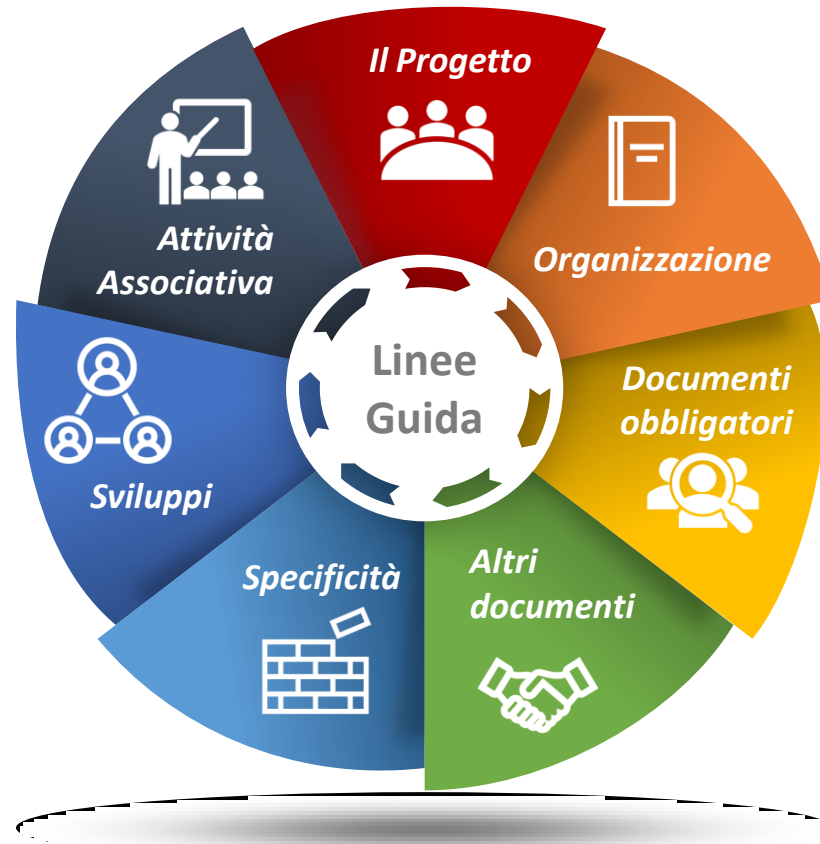 Il Progetto
Organizzazione
Documenti
obbligatori
Altri
documenti
Specificità
Sviluppi
Attività
Associativa
Linee
Guida